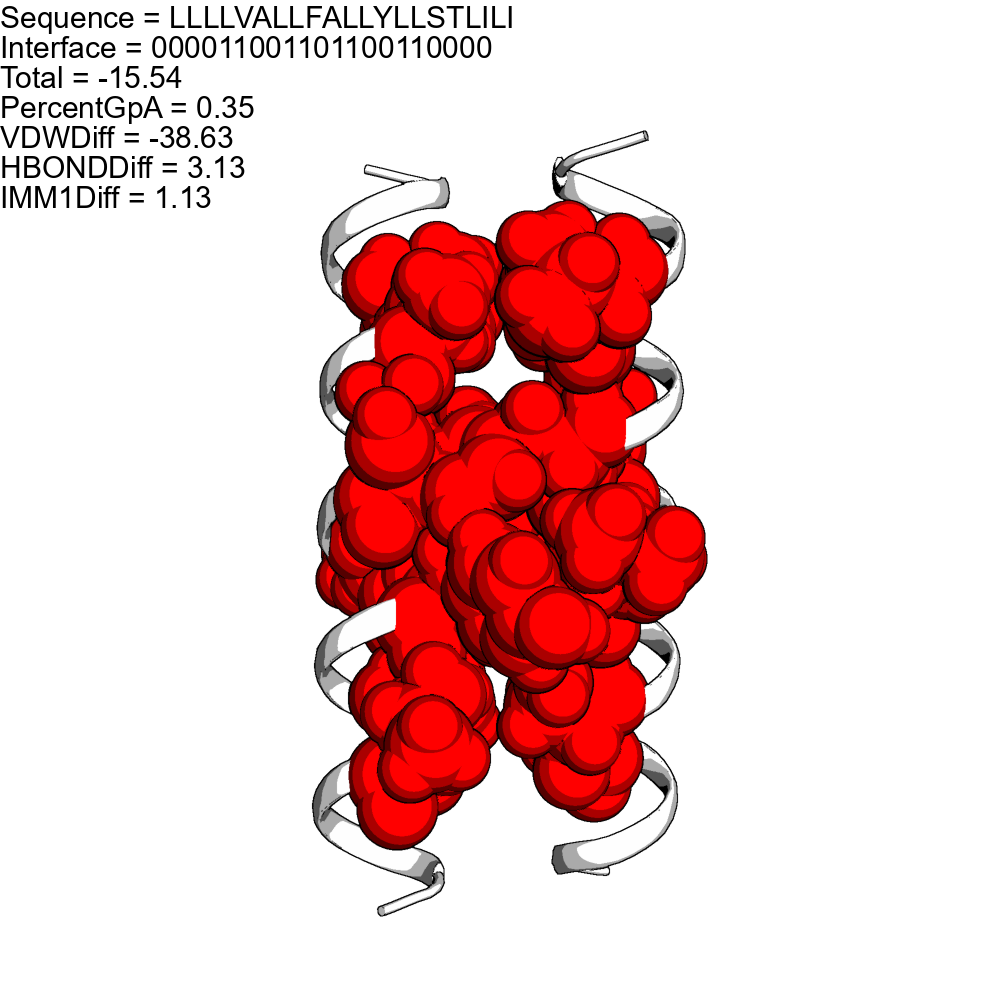 Sequence = LLLLVALLFALLYLLSTLILI
Interface = 000011001101100110000
Total = -15.54
PercentGpA = 0.35
VDWDiff = -38.63
HBONDDiff = 3.13
IMM1Diff = 1.13